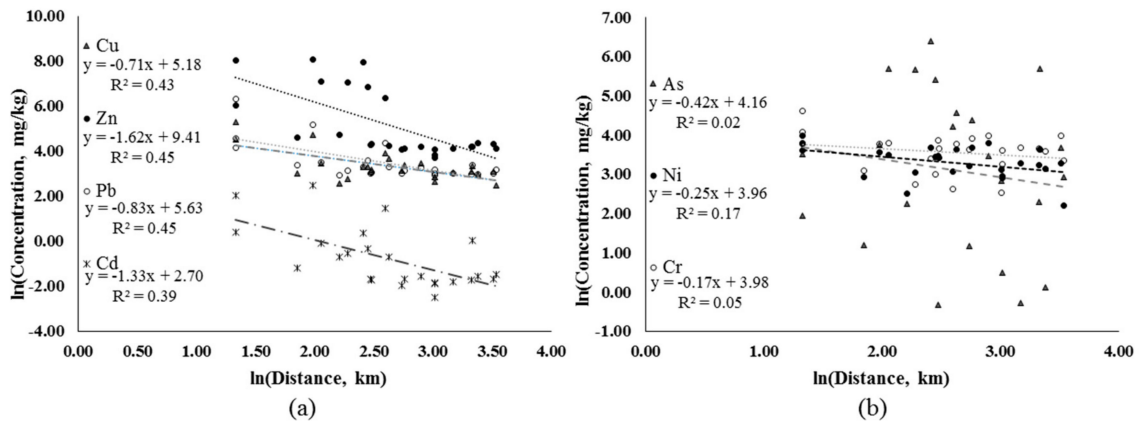 10.00
8.00
6.00
4.00
2.00
0.00
-2.00
-4.00
ln(Concentration, mg/kg)
Cu
y = -0.71x + 5.18
R² = 0.43
Zn
y = -1.62x + 9.41
R² = 0.45
Pb
y = -0.83x + 5.63
R² = 0.45
Cd
y = -1.33x + 2.70
R² = 0.39
0.00 0.50 1.00 1.50 2.00 2.50 3.00 3.50 4.00
ln(Distance, km)
(a)
7.00
6.00
5.00
4.00
3.00
2.00
1.00
0.00
-1.00
ln(Concentration, mg/kg)
As
y = -0.42x + 4.16
R² = 0.02
Ni
y = -0.25x + 3.96
R² = 0.17
Cr
y = -0.17x + 3.98
R² = 0.05
0.00 1.00 2.00 3.00 4.00
ln(Distance, km)
(b)